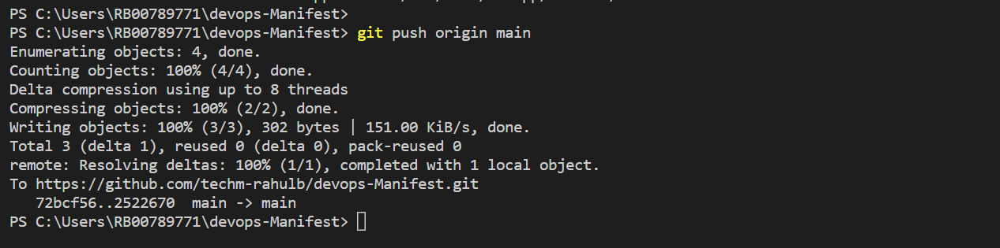 PS C:\Users\RB00789771\devops-Manifest>
PS C:\Users\RB00789771\devops-Manifest> git push origin main
Enumerating objects: 4, done.
Counting objects: 100% (4/4), done.
Delta compression using up to 8 threads
Compressing objects: 100% (2/2), done.
Writing objects: 100% (3/3), 302 bytes | 151.00 KiB/s, done.
Total 3 (delta 1), reused 0 (delta 0), pack-reused 0
remote: Resolving deltas: 100% (1/1), completed with 1 local object.
To https://github.com/techm-rahulb/devops-Manifest.git
   72bcf56..2522670  main -> main
PS C:\Users\RB00789771\devops-Manifest>